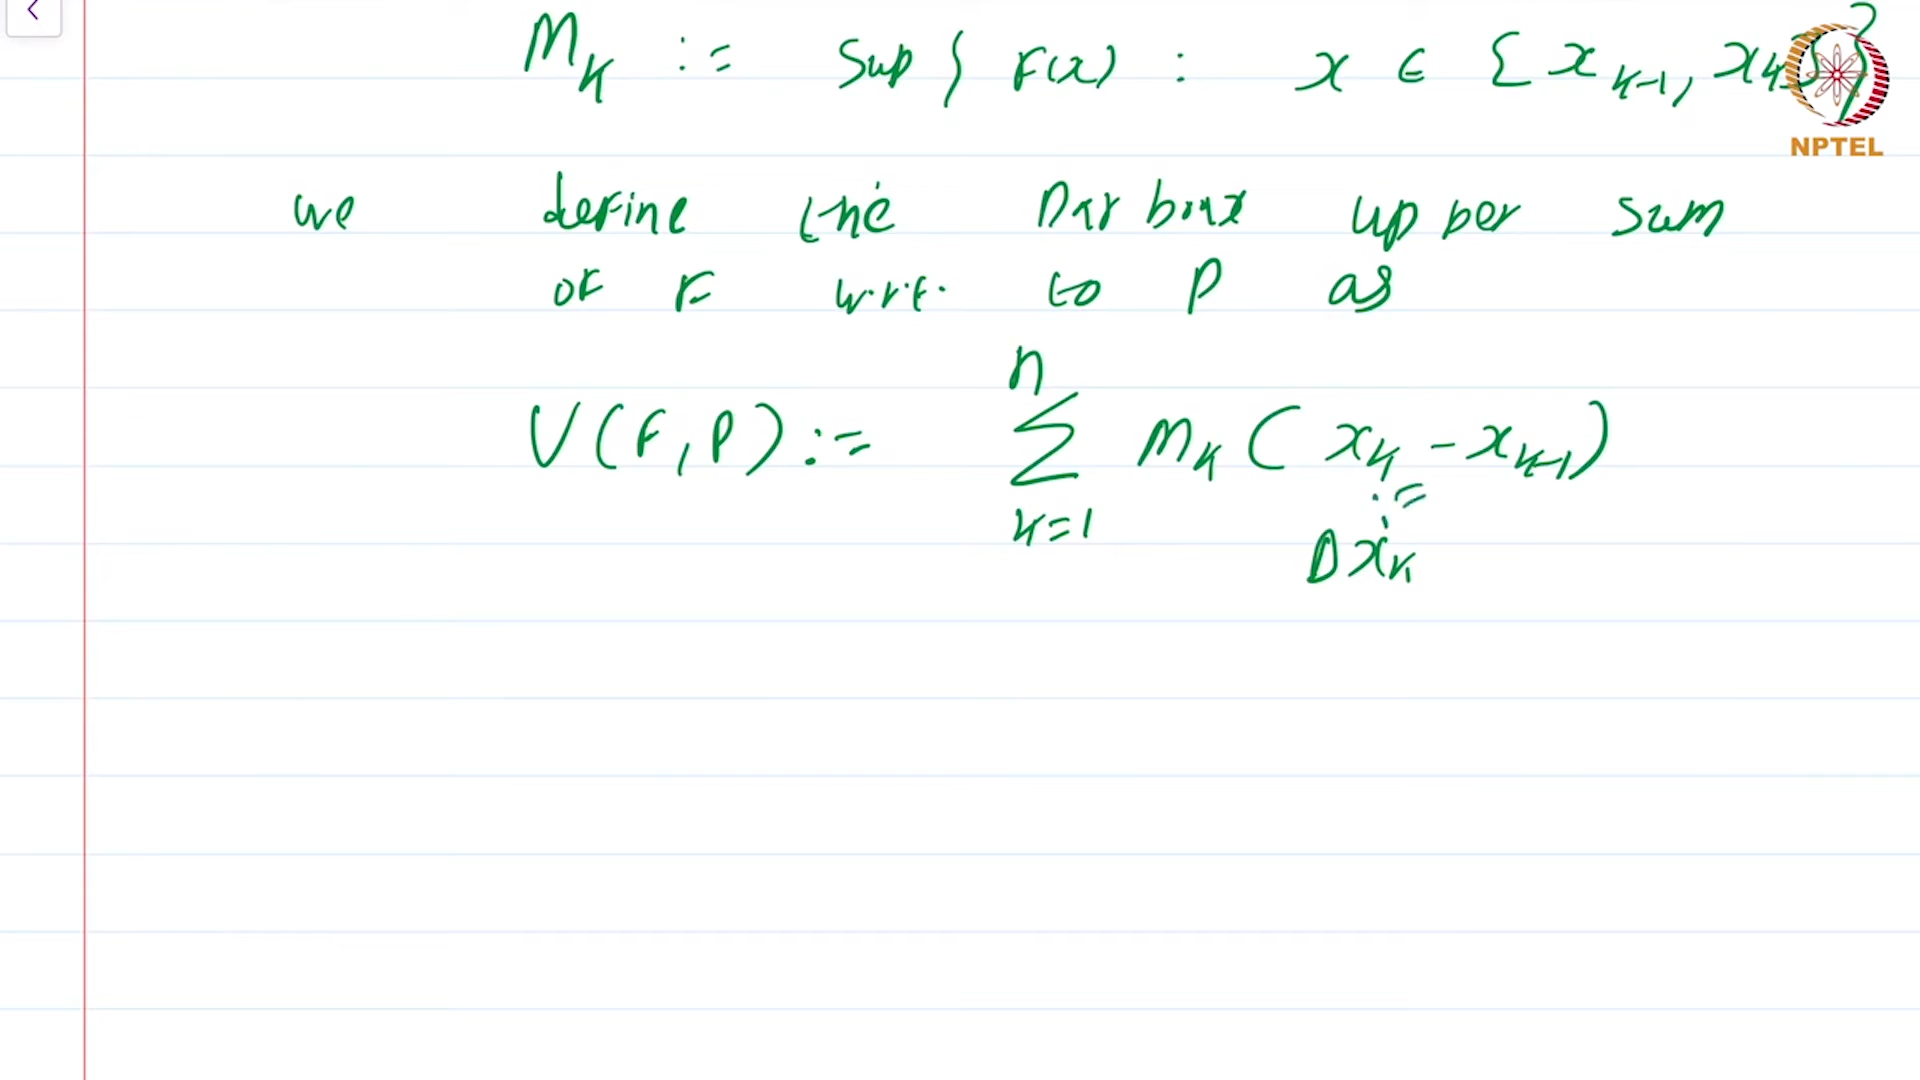 M_k := sup { F(x) : x ∈ [x_{k-1}, x_k] }
NPTEL
we define the Darboux upper sum
of F w.r.t. to P as
U(F, P) := \sum_{k=1}^{n} M_k (x_k - x_{k-1})
:=
Δx_k